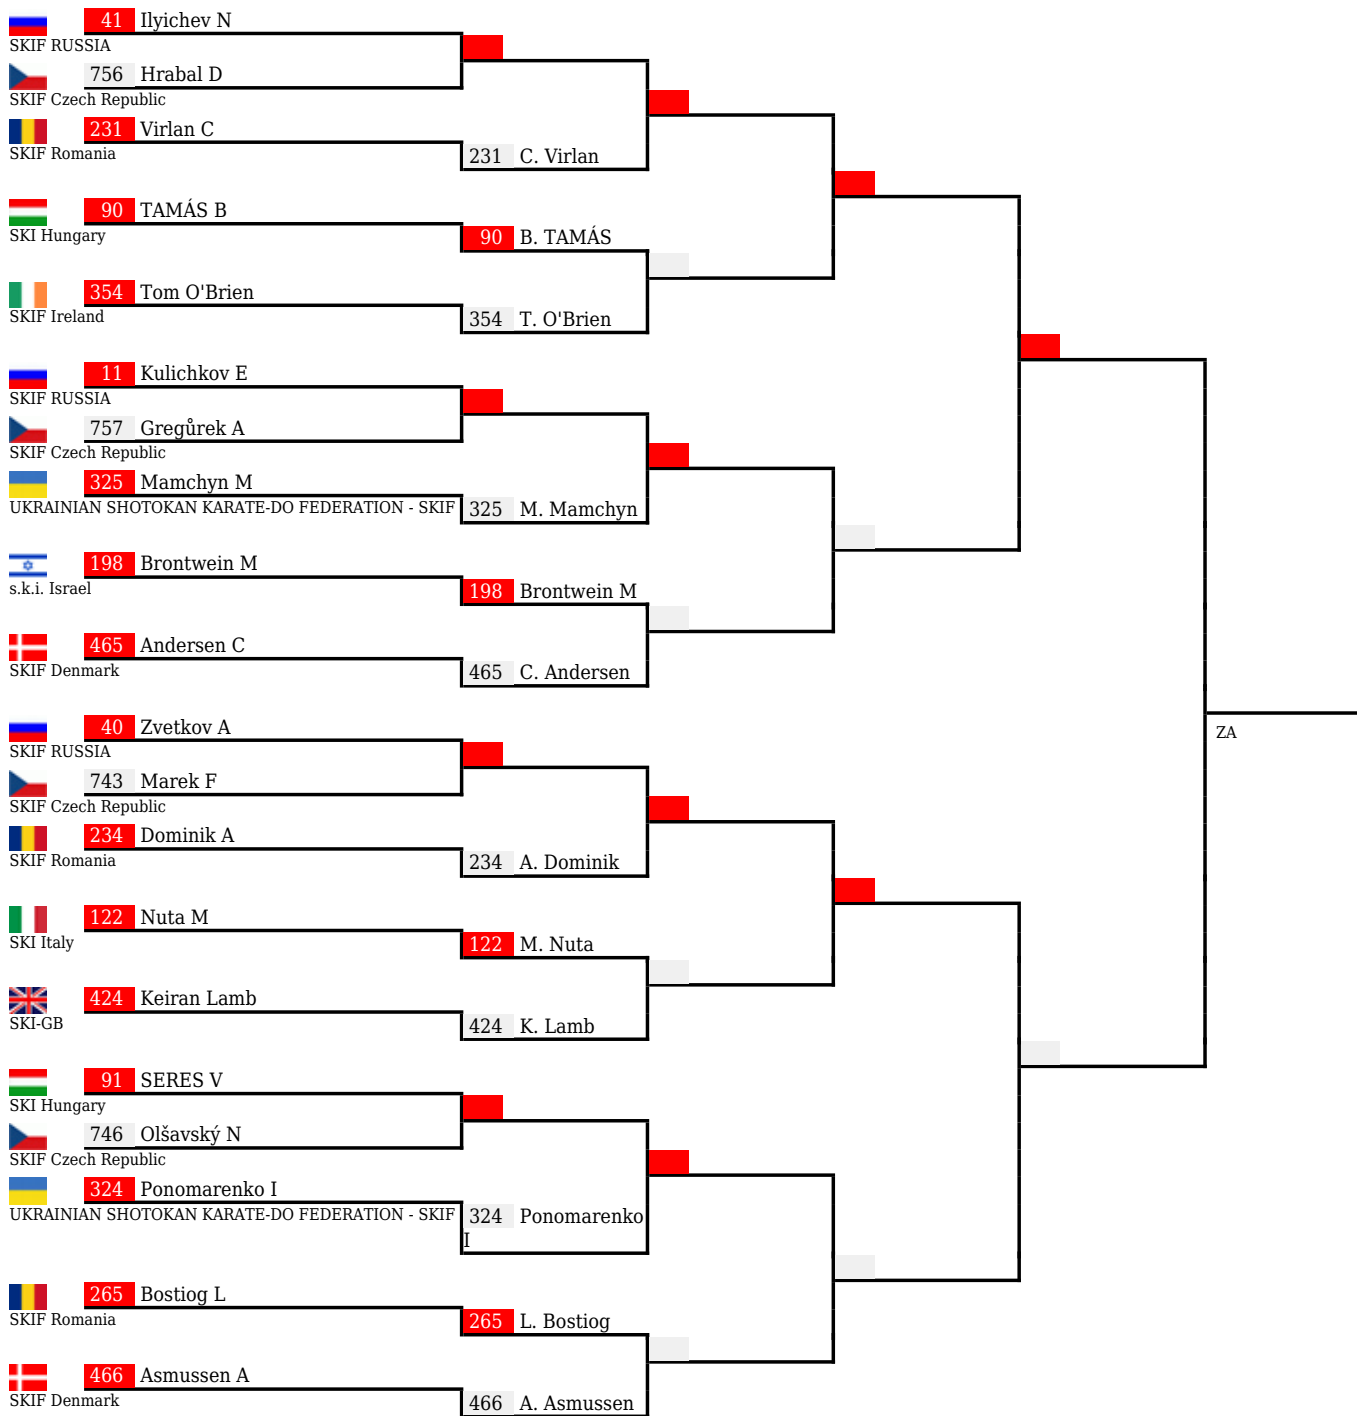 41 Ilyichev N
SKIF RUSSIA
756 Hrabal D
SKIF Czech Republic
231 Virlan C
SKIF Romania
231 C. Virlan
90 TAMÁS B
SKI Hungary
90 B. TAMÁS
354 Tom O'Brien
SKIF Ireland
354 T. O'Brien
11 Kulichkov E
SKIF RUSSIA
757 Gregůrek A
SKIF Czech Republic
325 Mamchyn M
UKRAINIAN SHOTOKAN KARATE-DO FEDERATION - SKIF
325 M. Mamchyn
198 Brontwein M
s.k.i. Israel
198 Brontwein M
465 Andersen C
SKIF Denmark
465 C. Andersen
40 Zvetkov A
SKIF RUSSIA
ZA
743 Marek F
SKIF Czech Republic
234 Dominik A
SKIF Romania
234 A. Dominik
122 Nuta M
SKI Italy
122 M. Nuta
424 Keiran Lamb
SKI-GB
424 K. Lamb
91 SERES V
SKI Hungary
746 Olšavský N
SKIF Czech Republic
324 Ponomarenko I
UKRAINIAN SHOTOKAN KARATE-DO FEDERATION - SKIF
324 Ponomarenko
I
265 Bostiog L
SKIF Romania
265 L. Bostiog
466 Asmussen A
SKIF Denmark
466 A. Asmussen